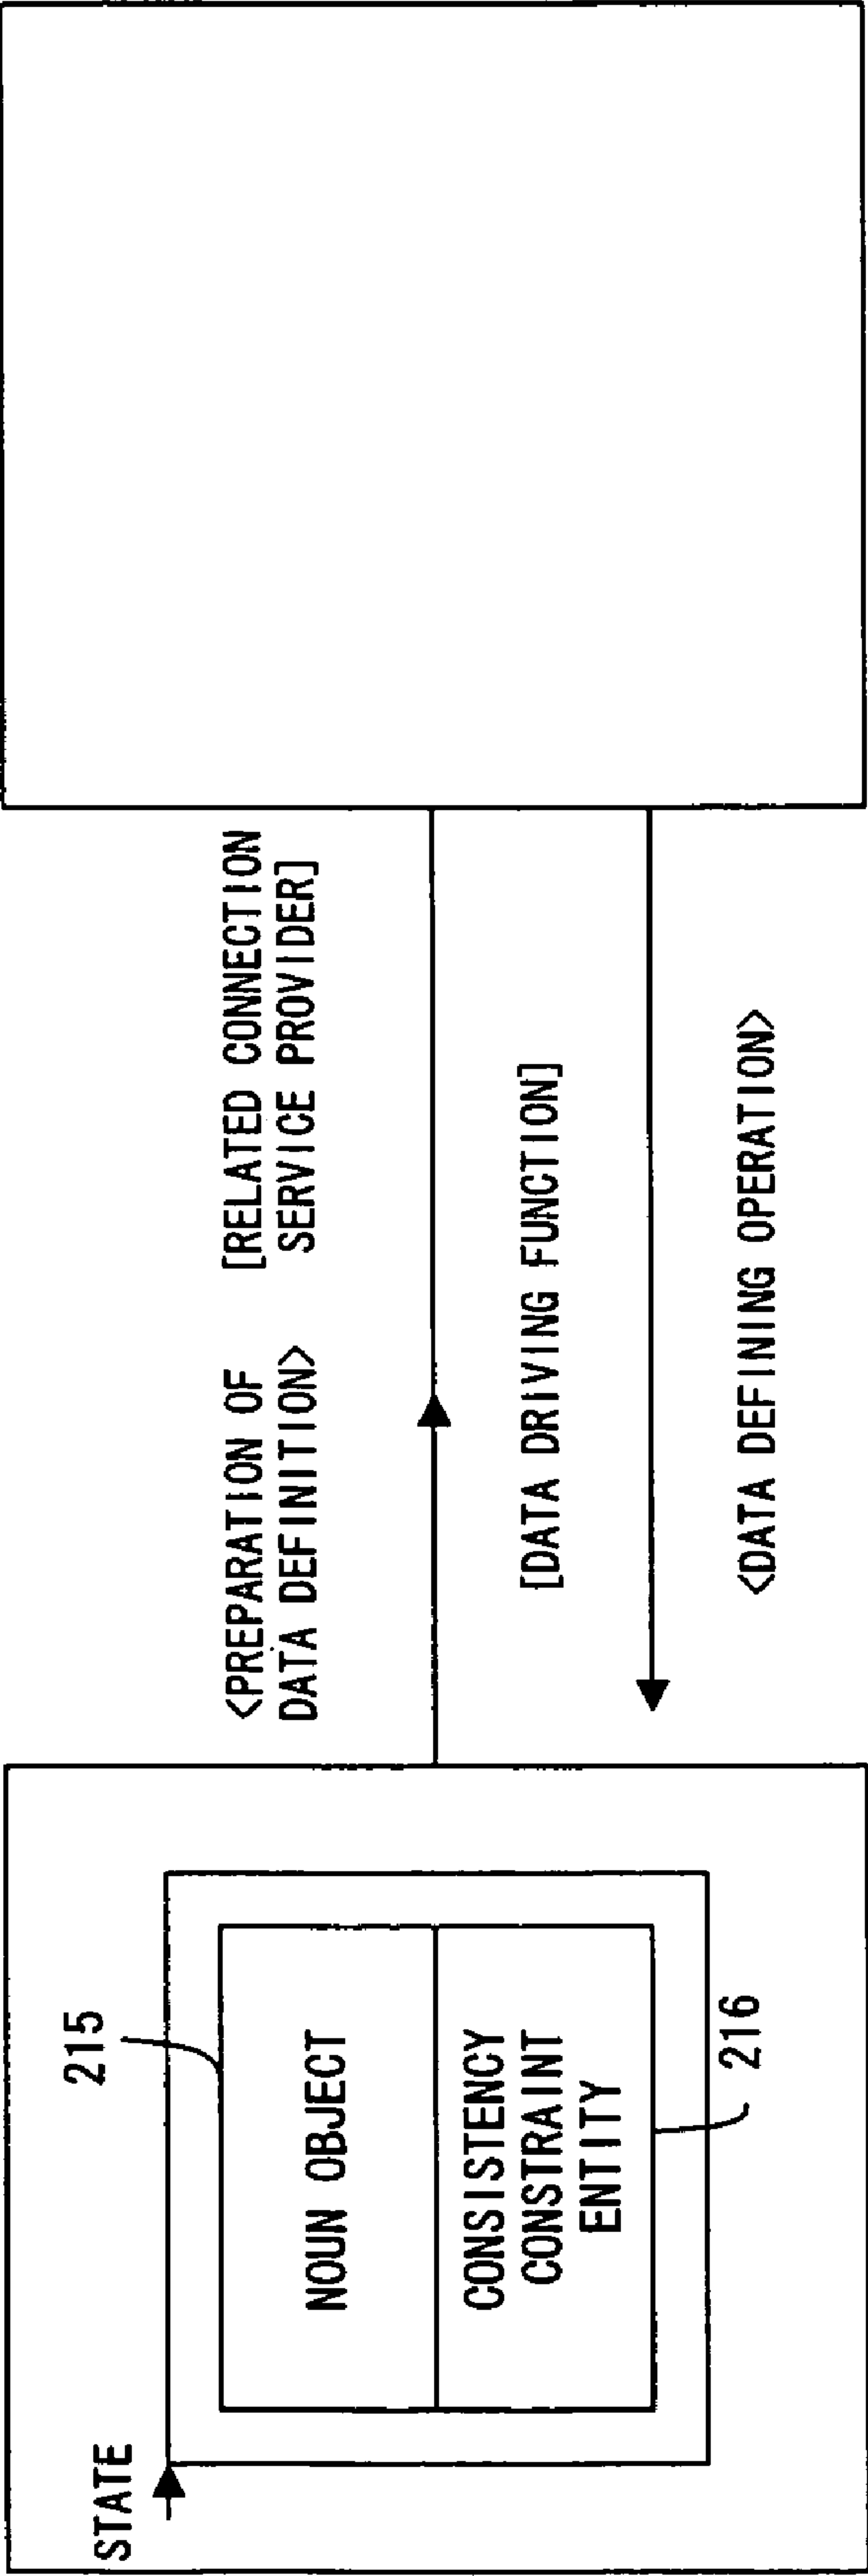 STATE
215
NOUN OBJECT
CONSISTENCY
CONSTRAINT
ENTITY
216
<PREPARATION OF
DATA DEFINITION>
[RELATED CONNECTION
SERVICE PROVIDER]
[DATA DRIVING FUNCTION]
<DATA DEFINING OPERATION>